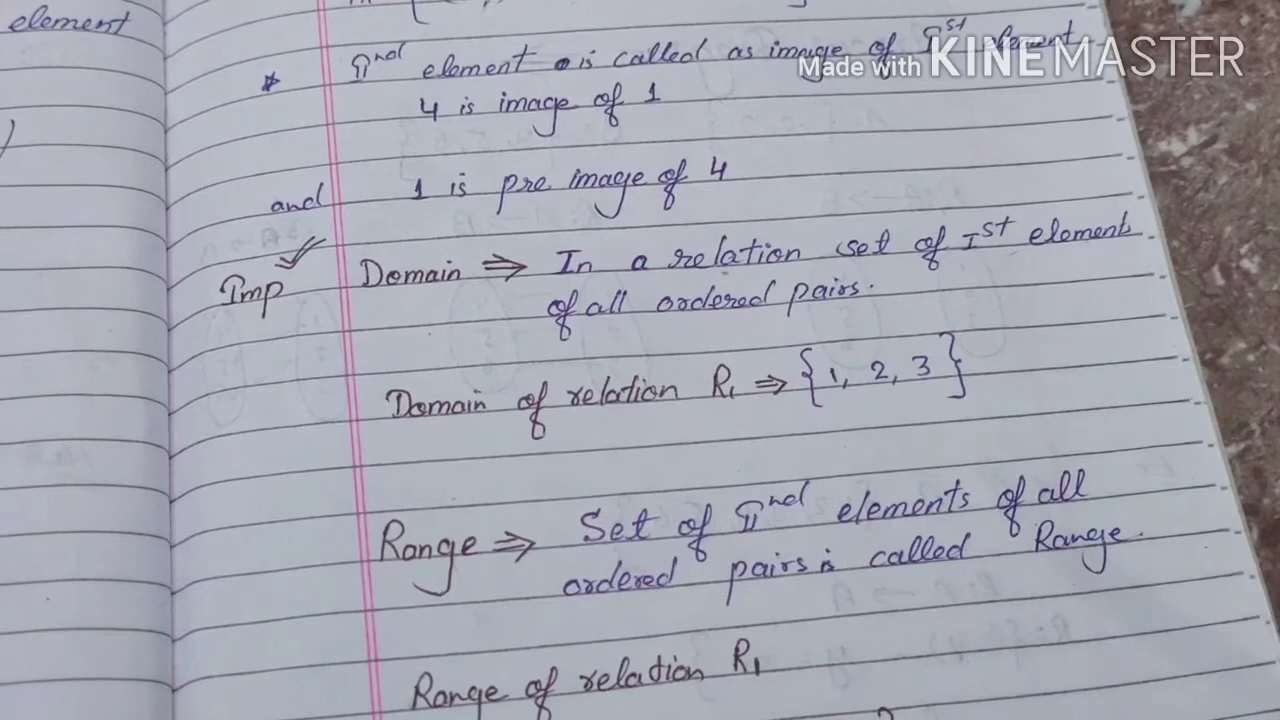 element
* IInd element is called as image of Ist element
Made with KINEMASTER
4 is image of 1
and 1 is pre image of 4
Imp Domain ⇒ In a relation set of Ist element
of all ordered pairs.
Domain of relation R1 ⇒ {1, 2, 3}
Range ⇒ Set of IInd elements of all
ordered pairs is called Range.
Range of relation R1